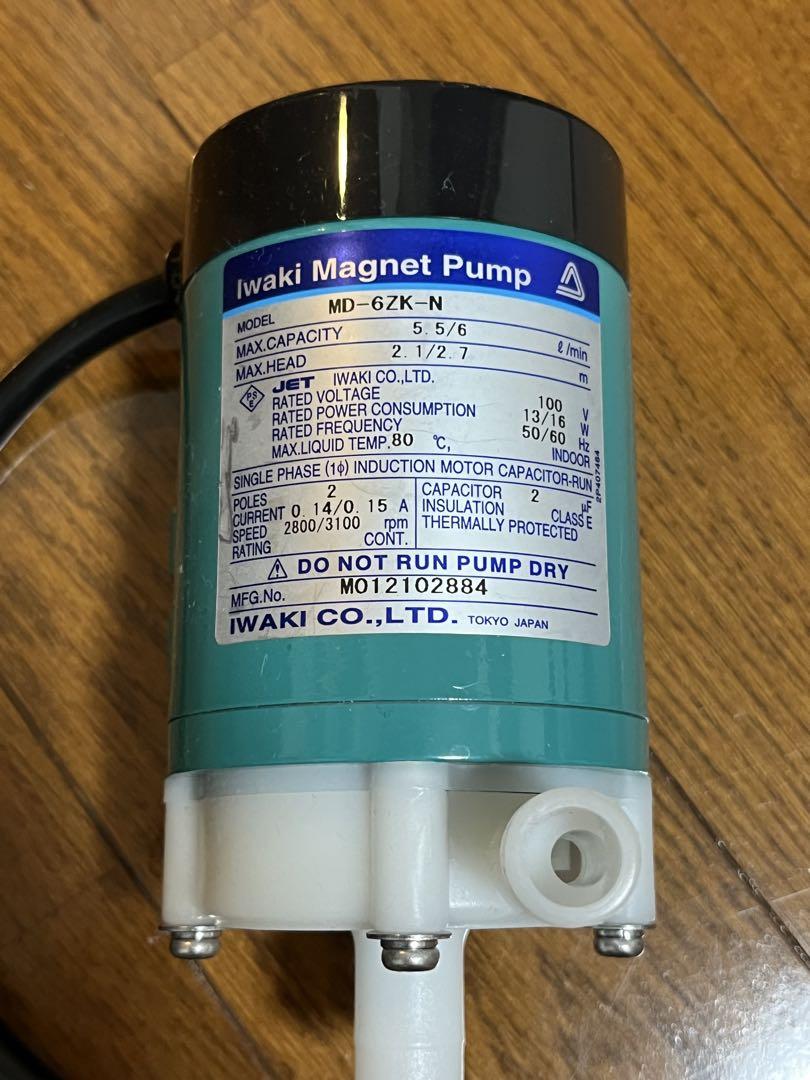 Iwaki Magnet Pump
MODEL MD-6ZK-N
MAX.CAPACITY 5.5/6 ℓ/min
MAX.HEAD 2.1/2.7 m
PS E JET IWAKI CO.,LTD.
RATED VOLTAGE 100 V
RATED POWER CONSUMPTION 13/16 W
RATED FREQUENCY 50/60 Hz
MAX.LIQUID TEMP.80 ℃, INDOOR
SINGLE PHASE (1ϕ) INDUCTION MOTOR CAPACITOR-RUN
POLES 2
CURRENT 0.14/0.15 A
SPEED 2800/3100 rpm
RATING CONT.
CAPACITOR 2 μF
INSULATION CLASS E
THERMALLY PROTECTED
⚠ DO NOT RUN PUMP DRY
MFG.No. M012102884
IWAKI CO.,LTD. TOKYO JAPAN
2P407464